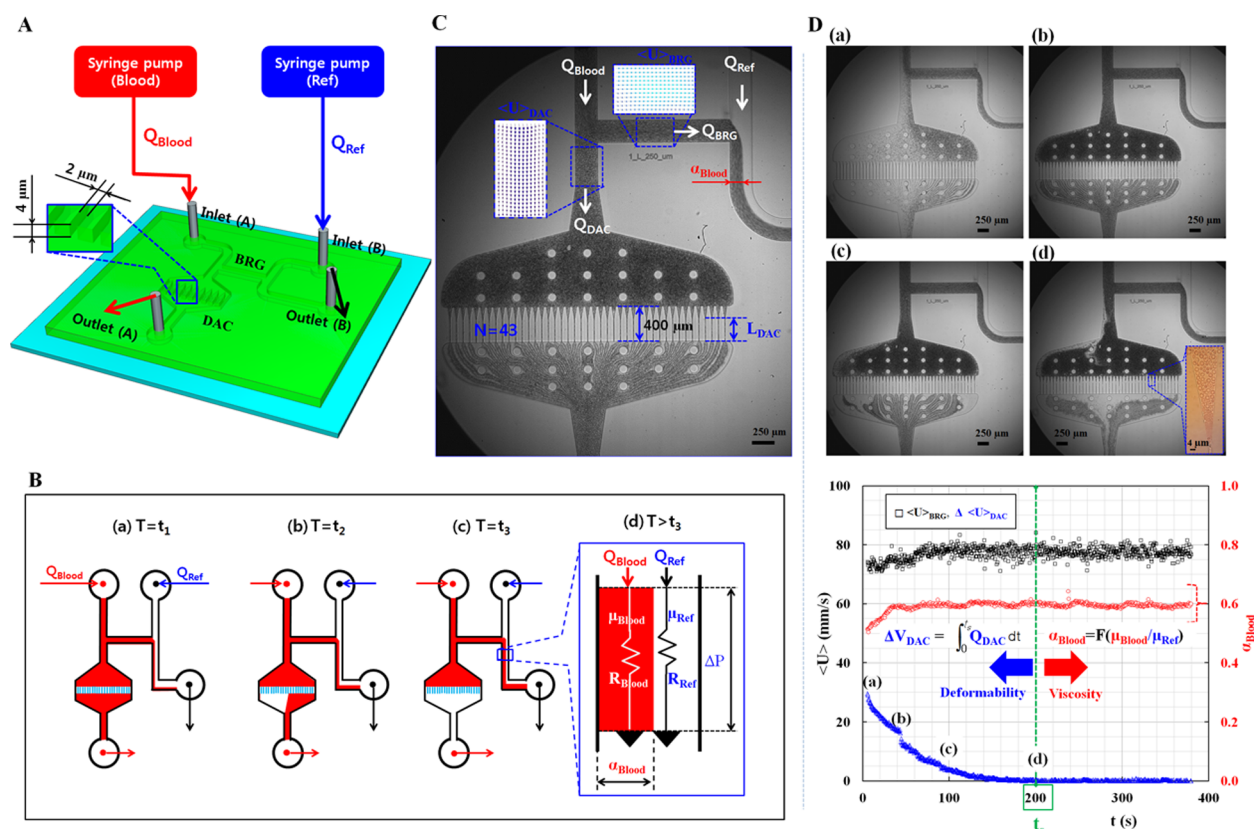 A
Syringe pump
(Blood)
Syringe pump
(Ref)
Q_Blood
Q_Ref
2 μm
4 μm
Inlet (A)
Inlet (B)
BRG
DAC
Outlet (A)
Outlet (B)
B
(a) T=t₁
(b) T=t₂
(c) T=t₃
(d) T>t₃
Q_Blood
Q_Ref
Q_Blood
Q_Ref
μ_Blood
μ_Ref
R_Blood
R_Ref
ΔP
α_Blood
C
Q_Blood
<U>_BRG
Q_Ref
<U>_DAC
Q_BRG
1_L_250_um
α_Blood
Q_DAC
N=43
400 μm
L_DAC
250 μm
D
(a)
(b)
250 μm
250 μm
(c)
(d)
250 μm
250 μm
4 μm
<U>_BRG, Δ <U>_DAC
ΔV_DAC = ∫₀^ts Q_DAC dt
α_Blood=F(μ_Blood/μ_Ref)
Deformability
Viscosity
(a)
(b)
(c)
(d)
<U> (mm/s)
100
80
60
40
20
0
α_Blood
1.0
0.8
0.6
0.4
0.2
0.0
0
100
200
300
400
t (s)